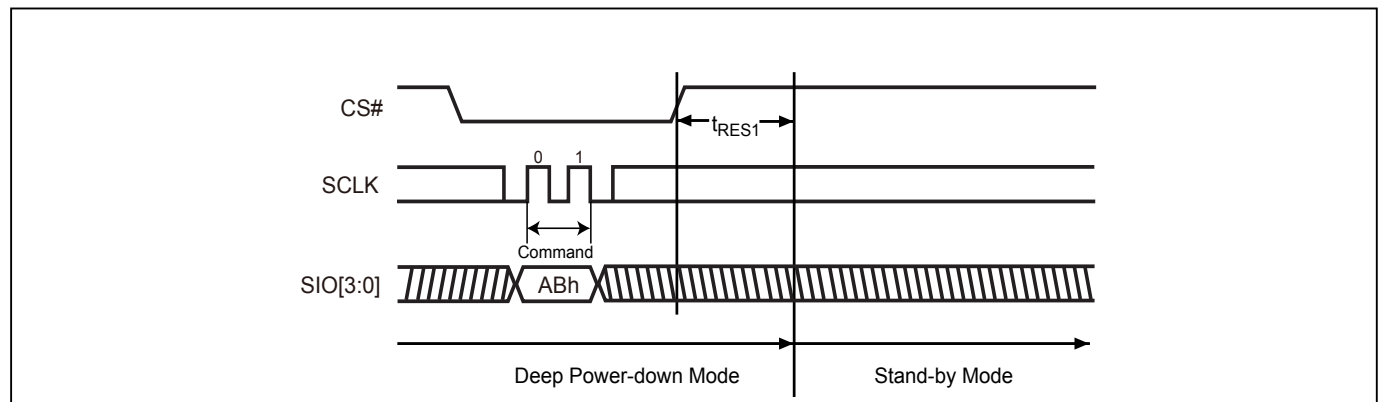 CS#
tRES1
SCLK
0 1
Command
SIO[3:0]
ABh
Deep Power-down Mode
Stand-by Mode